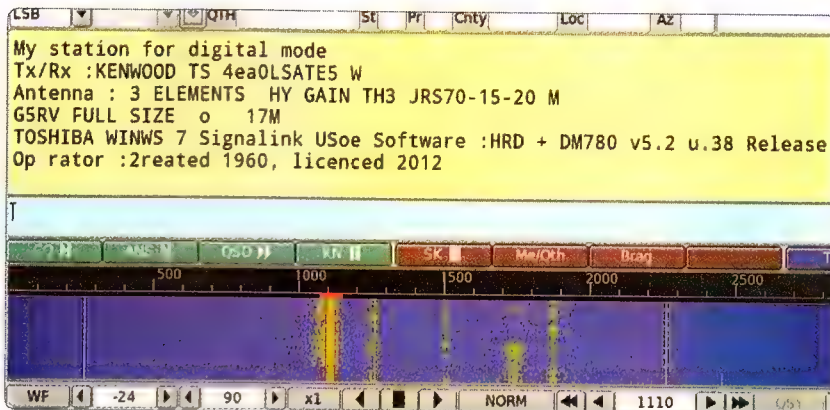 LSB QTH St Pr Cnty Loc Az
My station for digital mode
Tx/Rx :KENWOOD TS 4ea0LSATE5 W
Antenna : 3 ELEMENTS HY GAIN TH3 JRS70-15-20 M
G5RV FULL SIZE o 17M
TOSHIBA WINWS 7 Signalink USoe Software :HRD + DM780 v5.2 u.38 Release
Op rator :2reated 1960, licenced 2012
QSO KN SK Me/Qth Brag T
500 1000 1500 2000 2500
WF -24 90 x1 NORM 1110 QSY